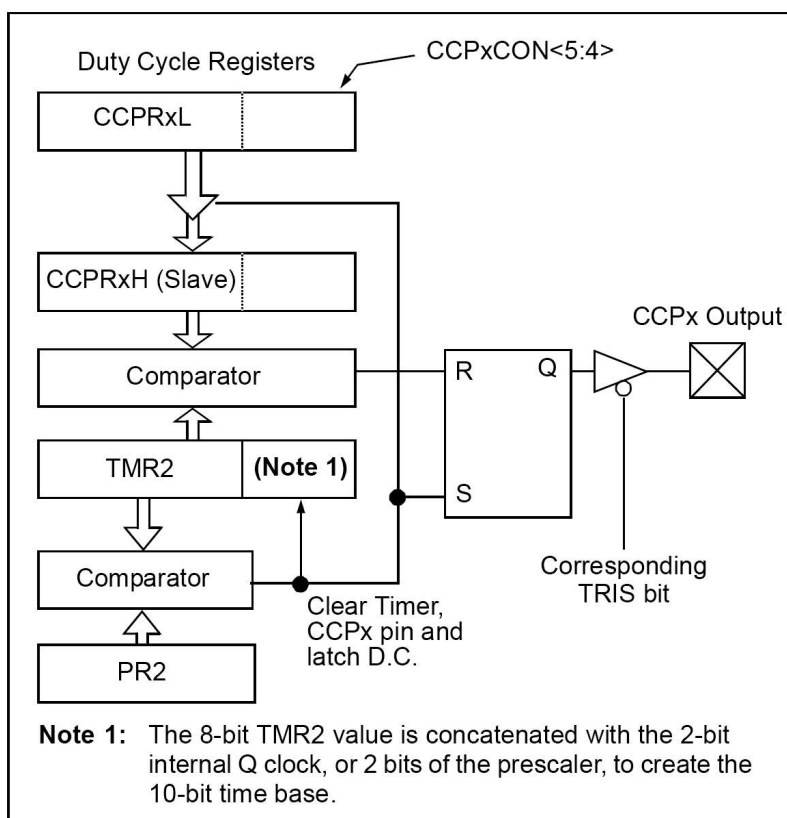 Duty Cycle Registers
CCPxCON<5:4>
CCPRxL
CCPRxH (Slave)
CCPx Output
Comparator
R
Q
TMR2
(Note 1)
S
Comparator
Corresponding
TRIS bit
Clear Timer,
CCPx pin and
latch D.C.
PR2
Note 1: The 8-bit TMR2 value is concatenated with the 2-bit
internal Q clock, or 2 bits of the prescaler, to create the
10-bit time base.